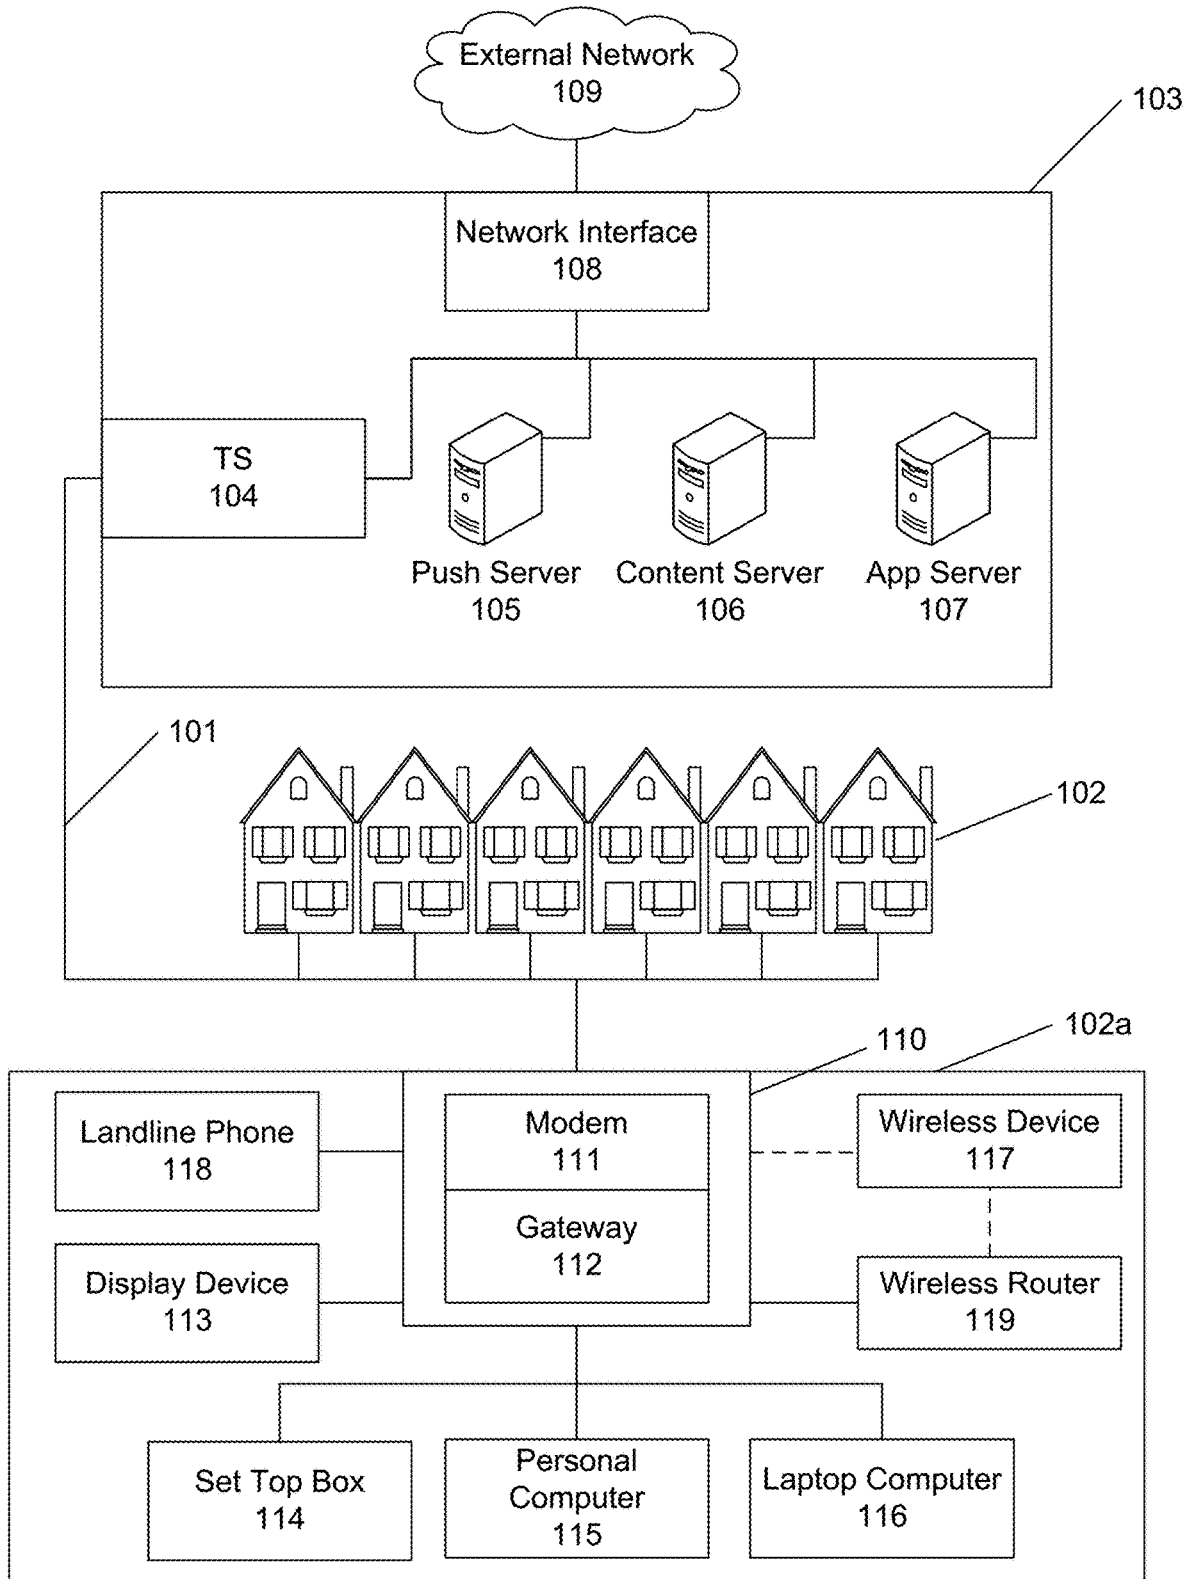 External Network
109
103
Network Interface
108
TS
104
Push Server
105
Content Server
106
App Server
107
101
102
110
102a
Landline Phone
118
Modem
111
Wireless Device
117
Gateway
112
Display Device
113
Wireless Router
119
Set Top Box
114
Personal
Computer
115
Laptop Computer
116